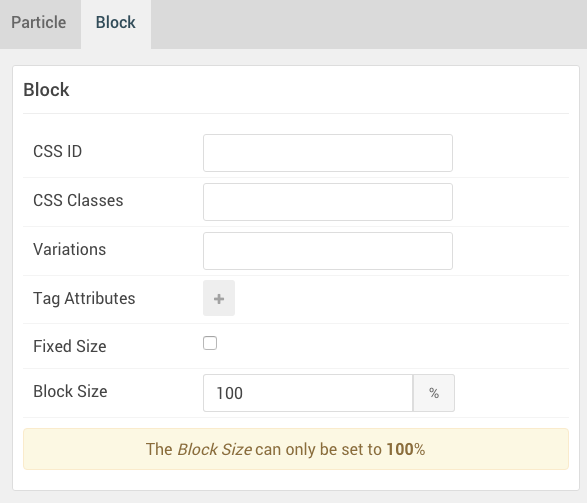 Particle Block
Block
CSS ID
CSS Classes
Variations
Tag Attributes +
Fixed Size
Block Size 100 %
The Block Size can only be set to 100%